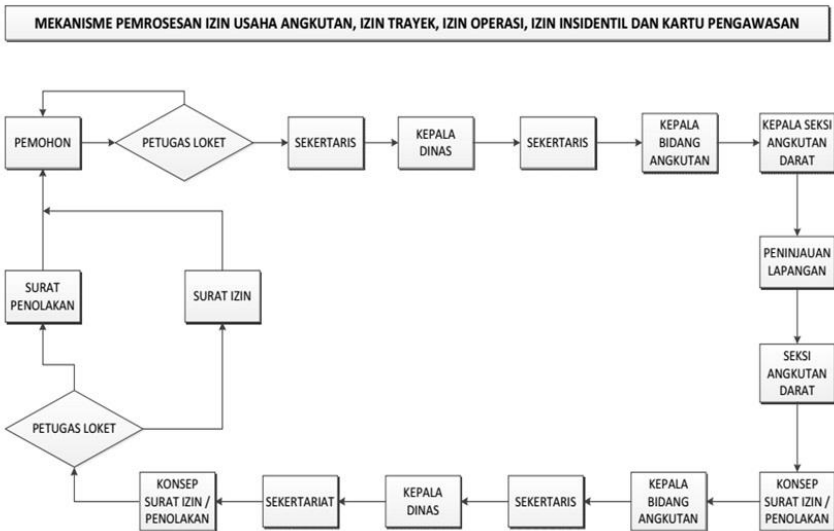 MEKANISME PEMROSESAN IZIN USAHA ANGKUTAN, IZIN TRAYEK, IZIN OPERASI, IZIN INSIDENTIL DAN KARTU PENGAWASAN
PEMOHON
PETUGAS LOKET
SEKERTARIS
KEPALA
DINAS
SEKERTARIS
KEPALA
BIDANG
ANGKUTAN
KEPALA SEKSI
ANGKUTAN
DARAT
PENINJAUAN
LAPANGAN
SURAT
PENOLAKAN
SURAT IZIN
SEKSI
ANGKUTAN
DARAT
PETUGAS LOKET
KONSEP
SURAT IZIN /
PENOLAKAN
SEKERTARIAT
KEPALA
DINAS
SEKERTARIS
KEPALA
BIDANG
ANGKUTAN
KONSEP
SURAT IZIN /
PENOLAKAN